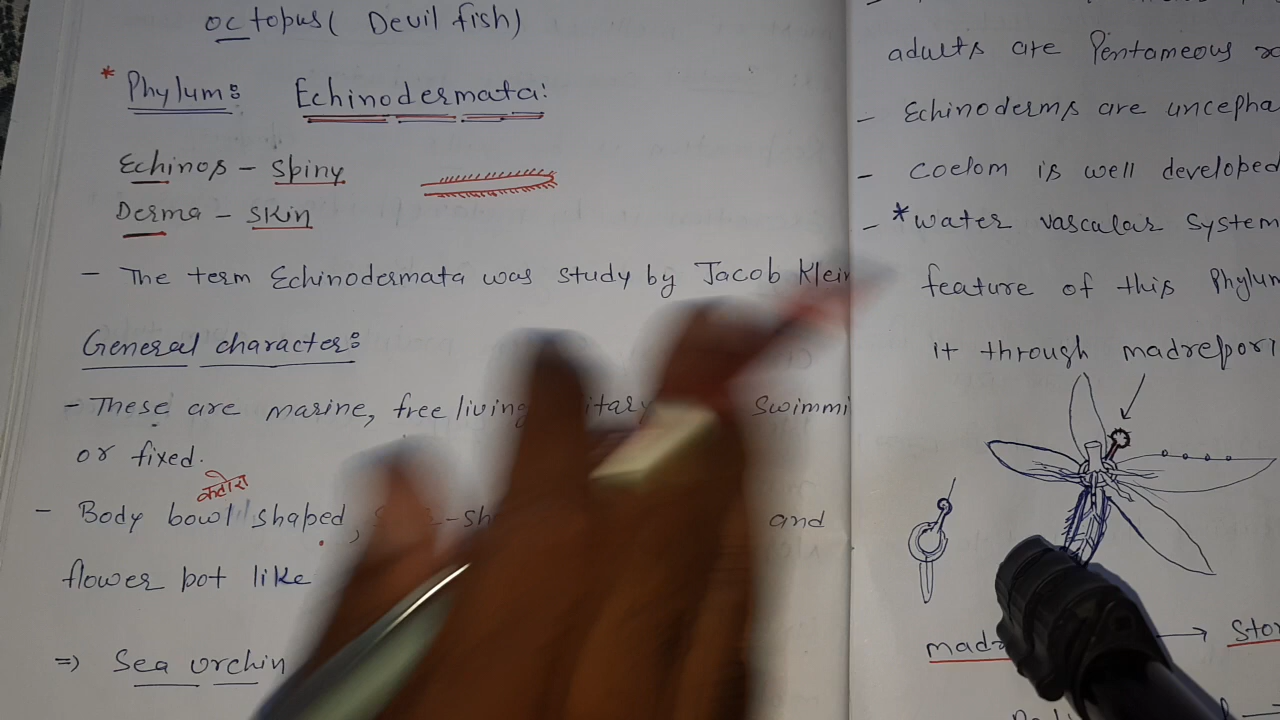 octopus( Devil fish)
* Phylum: Echinodermata:
Echinos - spiny
Derma - skin
- The term Echinodermata was study by Jacob Klein
General character:
- These are marine, free living, Swimmi
or fixed.
कटोरा
- Body bowl shaped, and
flower pot like
=> Sea urchin
adults are Pentameous
- Echinoderms are uncepha
- Coelom is well developed
- *water vascular System
feature of this Phylum
it through madrepori
madr → Sto